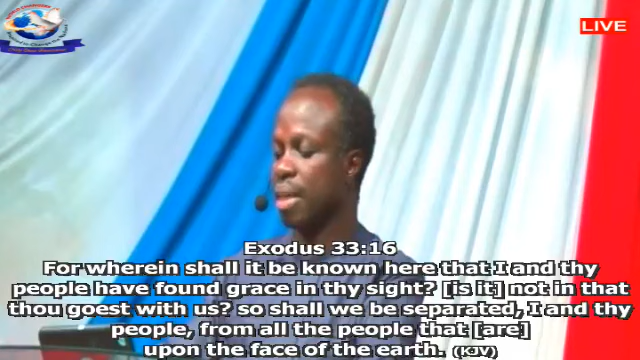 LIVE
Exodus 33:16
For wherein shall it be known here that I and thy
people have found grace in thy sight? [is it] not in that
thou goest with us? so shall we be separated, I and thy
people, from all the people that [are]
upon the face of the earth. (KJV)